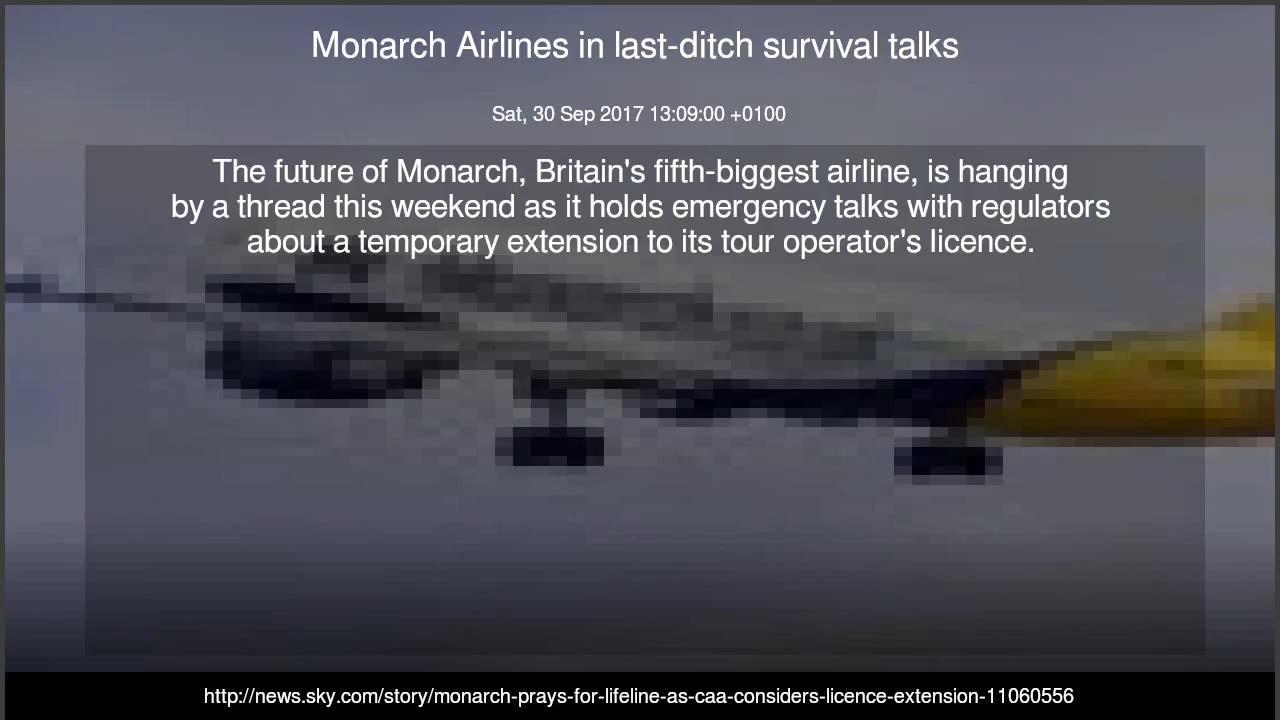 Monarch Airlines in last-ditch survival talks
Sat, 30 Sep 2017 13:09:00 +0100
The future of Monarch, Britain's fifth-biggest airline, is hanging
by a thread this weekend as it holds emergency talks with regulators
about a temporary extension to its tour operator's licence.
http://news.sky.com/story/monarch-prays-for-lifeline-as-caa-considers-licence-extension-11060556